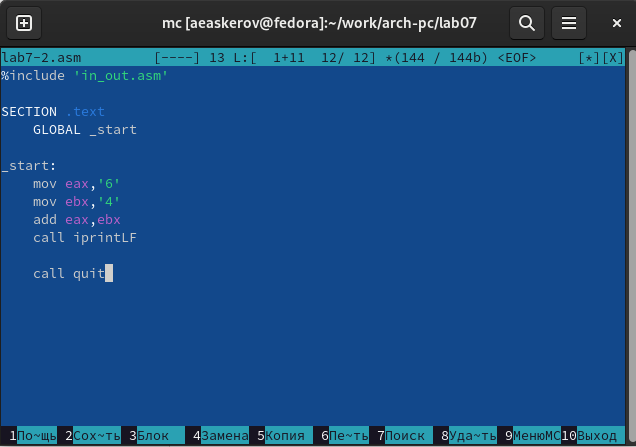 mc [aeaskerov@fedora]:~/work/arch-pc/lab07
lab7-2.asm [----] 13 L:[ 1+11 12/ 12] *(144 / 144b) <EOF> [*][X]
%include 'in_out.asm'
SECTION .text
GLOBAL _start
_start:
mov eax,'6'
mov ebx,'4'
add eax,ebx
call iprintLF
call quit
1По~щь 2Сох~ть 3Блок 4Замена 5Копия 6Пе~ть 7Поиск 8Уда~ть 9МенюMC 10Выход